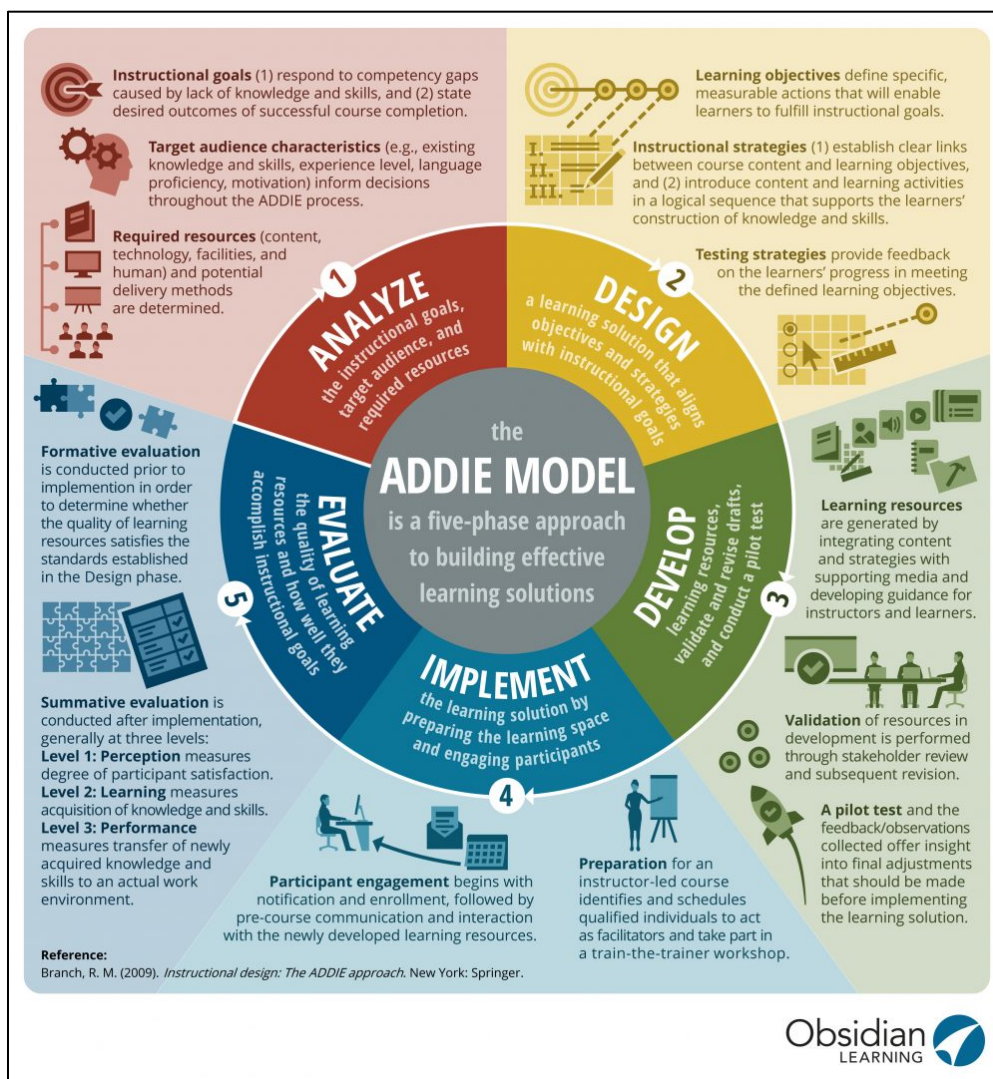 Instructional goals (1) respond to competency gaps
caused by lack of knowledge and skills, and (2) state
desired outcomes of successful course completion.
Target audience characteristics (e.g., existing
knowledge and skills, experience level, language
proficiency, motivation) inform decisions
throughout the ADDIE process.
Required resources (content,
technology, facilities, and
human) and potential
delivery methods
are determined.
Learning objectives define specific,
measurable actions that will enable
learners to fulfill instructional goals.
I.
II.
III.
Instructional strategies (1) establish clear links
between course content and learning objectives,
and (2) introduce content and learning activities
in a logical sequence that supports the learners'
construction of knowledge and skills.
Testing strategies provide feedback
on the learners' progress in meeting
the defined learning objectives.
1
ANALYZE
the instructional goals,
target audience, and
required resources
2
DESIGN
a learning solution that aligns
objectives and strategies
with instructional goals
the
ADDIE MODEL
is a five-phase approach
to building effective
learning solutions
3
DEVELOP
learning resources,
validate and revise drafts,
and conduct a pilot test
4
IMPLEMENT
the learning solution by
preparing the learning space
and engaging participants
5
EVALUATE
the quality of learning
resources and how well they
accomplish instructional goals
Learning resources
are generated by
integrating content
and strategies with
supporting media and
developing guidance for
instructors and learners.
Validation of resources in
development is performed
through stakeholder review
and subsequent revision.
A pilot test and the
feedback/observations
collected offer insight
into final adjustments
that should be made
before implementing
the learning solution.
Preparation for an
instructor-led course
identifies and schedules
qualified individuals to act
as facilitators and take part in
a train-the-trainer workshop.
Participant engagement begins with
notification and enrollment, followed by
pre-course communication and interaction
with the newly developed learning resources.
Formative evaluation
is conducted prior to
implemention in order
to determine whether
the quality of learning
resources satisfies the
standards established
in the Design phase.
Summative evaluation is
conducted after implementation,
generally at three levels:
Level 1: Perception measures
degree of participant satisfaction.
Level 2: Learning measures
acquisition of knowledge and skills.
Level 3: Performance
measures transfer of newly
acquired knowledge and
skills to an actual work
environment.
Reference:
Branch, R. M. (2009). Instructional design: The ADDIE approach. New York: Springer.
Obsidian
LEARNING